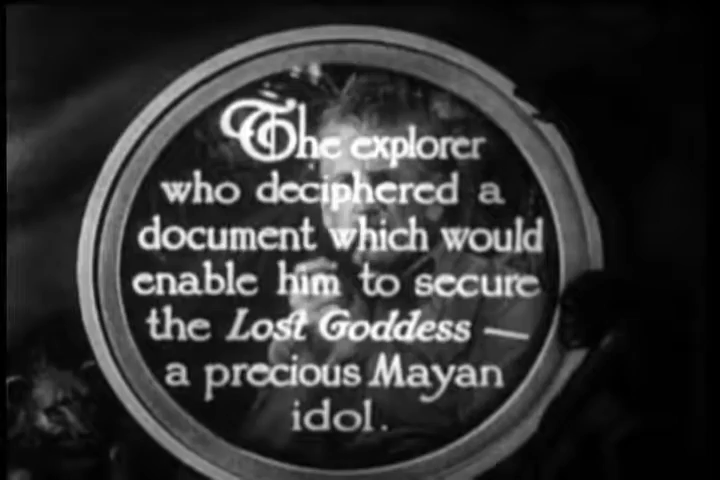 The explorer
who deciphered a
document which would
enable him to secure
the Lost Goddess —
a precious Mayan
idol.